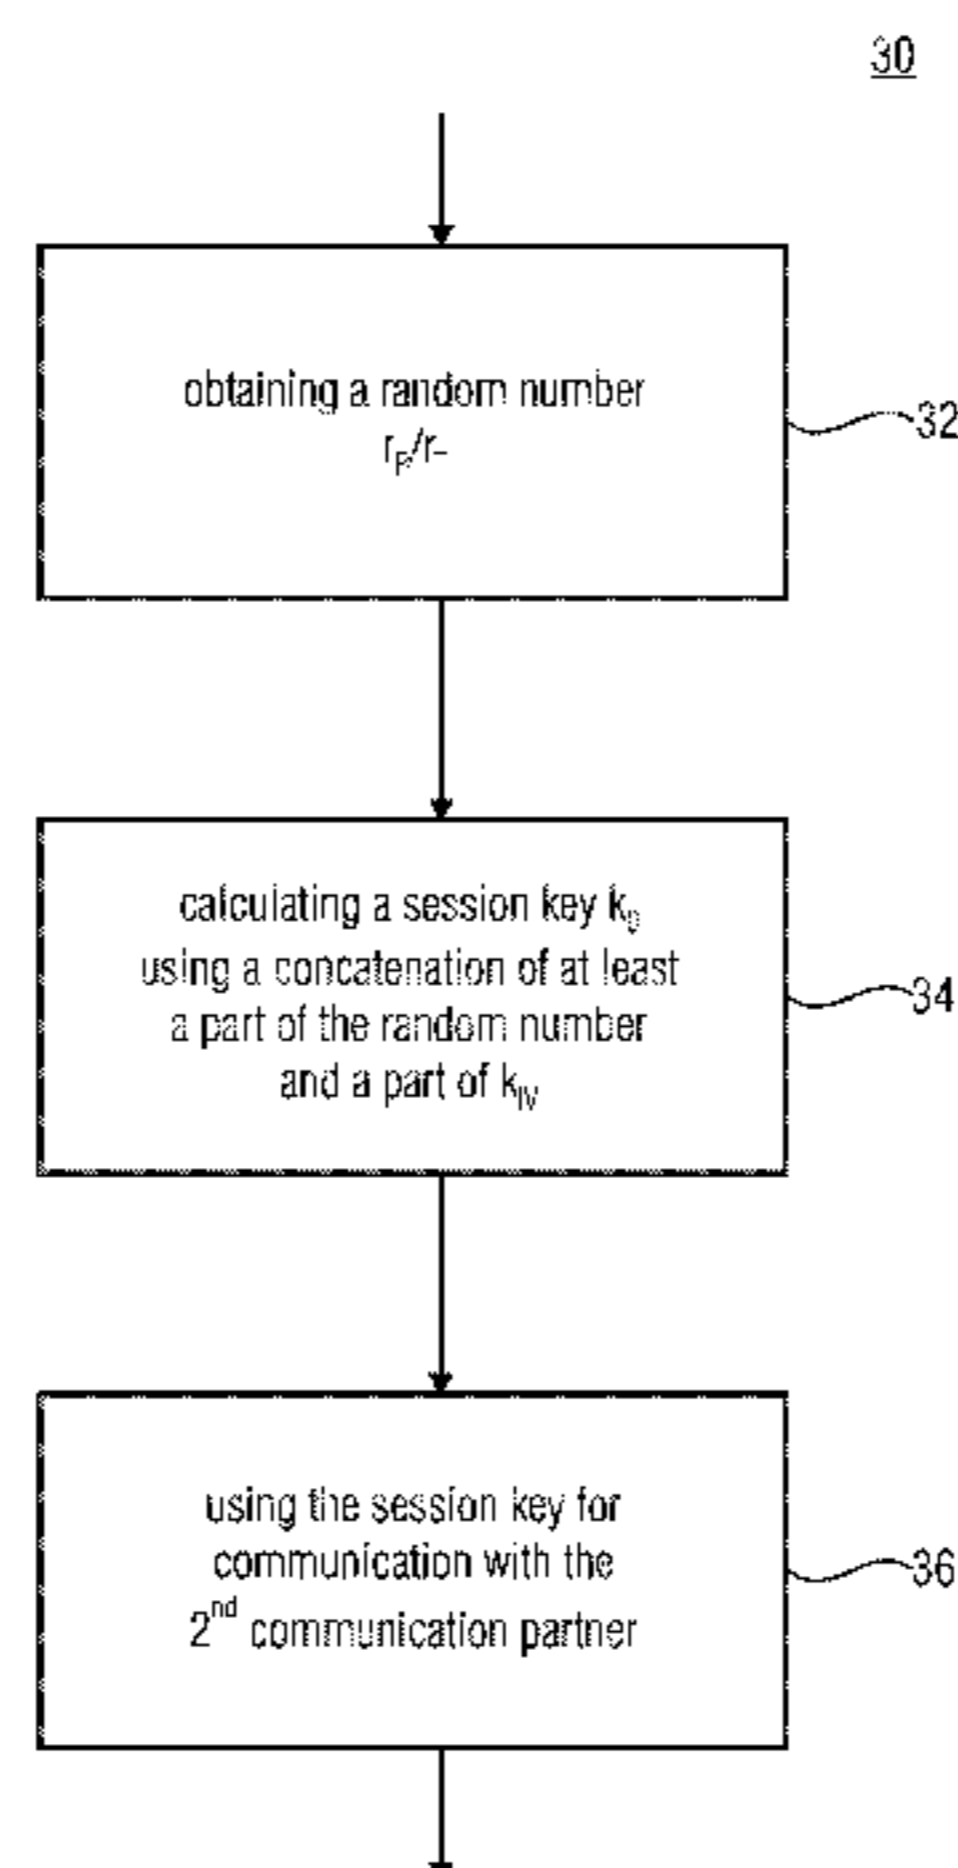 30
obtaining a random number
r_P/r_
32
calculating a session key k_0
using a concatenation of at least
a part of the random number
and a part of k_IV
34
using the session key for
communication with the
2nd communication partner
36